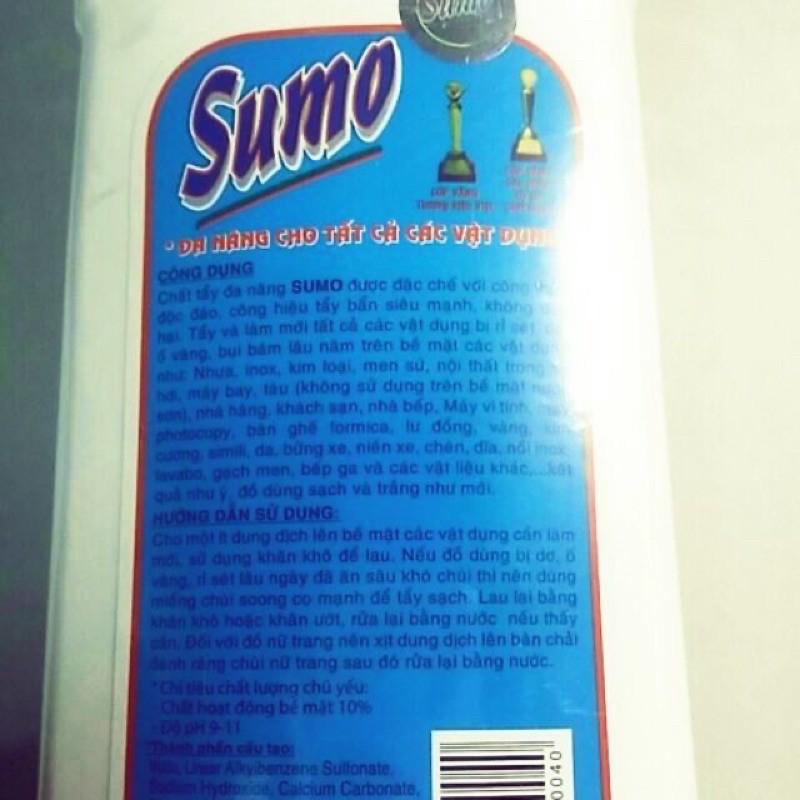 Sumo
Sumo
CÚP VÀNG
CÚP VÀNG
* ĐA NĂNG CHO TẤT CẢ CÁC VẬT DỤNG
CÔNG DỤNG
Chất tẩy đa năng SUMO được đặc chế với công
độc đáo, công hiệu tẩy bẩn siêu mạnh, không
hại. Tẩy và làm mới tất cả các vật dụng bị rỉ sét,
ố vàng, bụi bám lâu năm trên bề mặt các vật dụng
như: Nhựa, inox, kim loại, men sứ, nội thất trong
hơi, máy bay, tàu (không sử dụng trên bề mặt
sơn), nhà hàng, khách sạn, nhà bếp, Máy vi tính,
photocopy, bàn ghế formica, lư đồng, vàng, kim
cương, simili, da, bững xe, niền xe, chén, dĩa, nồi inox,
lavabo, gạch men, bếp ga và các vật liệu khác,...kết
quả như ý, đồ dùng sạch và trắng như mới.
HƯỚNG DẪN SỬ DỤNG:
Cho một ít dung dịch lên bề mặt các vật dụng cần làm
mới, sử dụng khăn khô để lau. Nếu đồ dùng bị dơ, ố
vàng, rỉ sét lâu ngày đã ăn sâu khó chùi thì nên dùng
miếng chùi soong cọ mạnh để tẩy sạch. Lau lại bằng
khăn khô hoặc khăn ướt, rửa lại bằng nước nếu thấy
cần. Đối với đồ nữ trang nên xịt dung dịch lên bàn chải
đánh răng chùi nữ trang sau đó rửa lại bằng nước.
*Chỉ tiêu chất lượng chủ yếu:
- Chất hoạt động bề mặt 10%
- Độ pH 9-11
Thành phần cấu tạo:
Linear Alkylbenzene Sulfonate,
Sodium Hydroxide, Calcium Carbonate,
0040